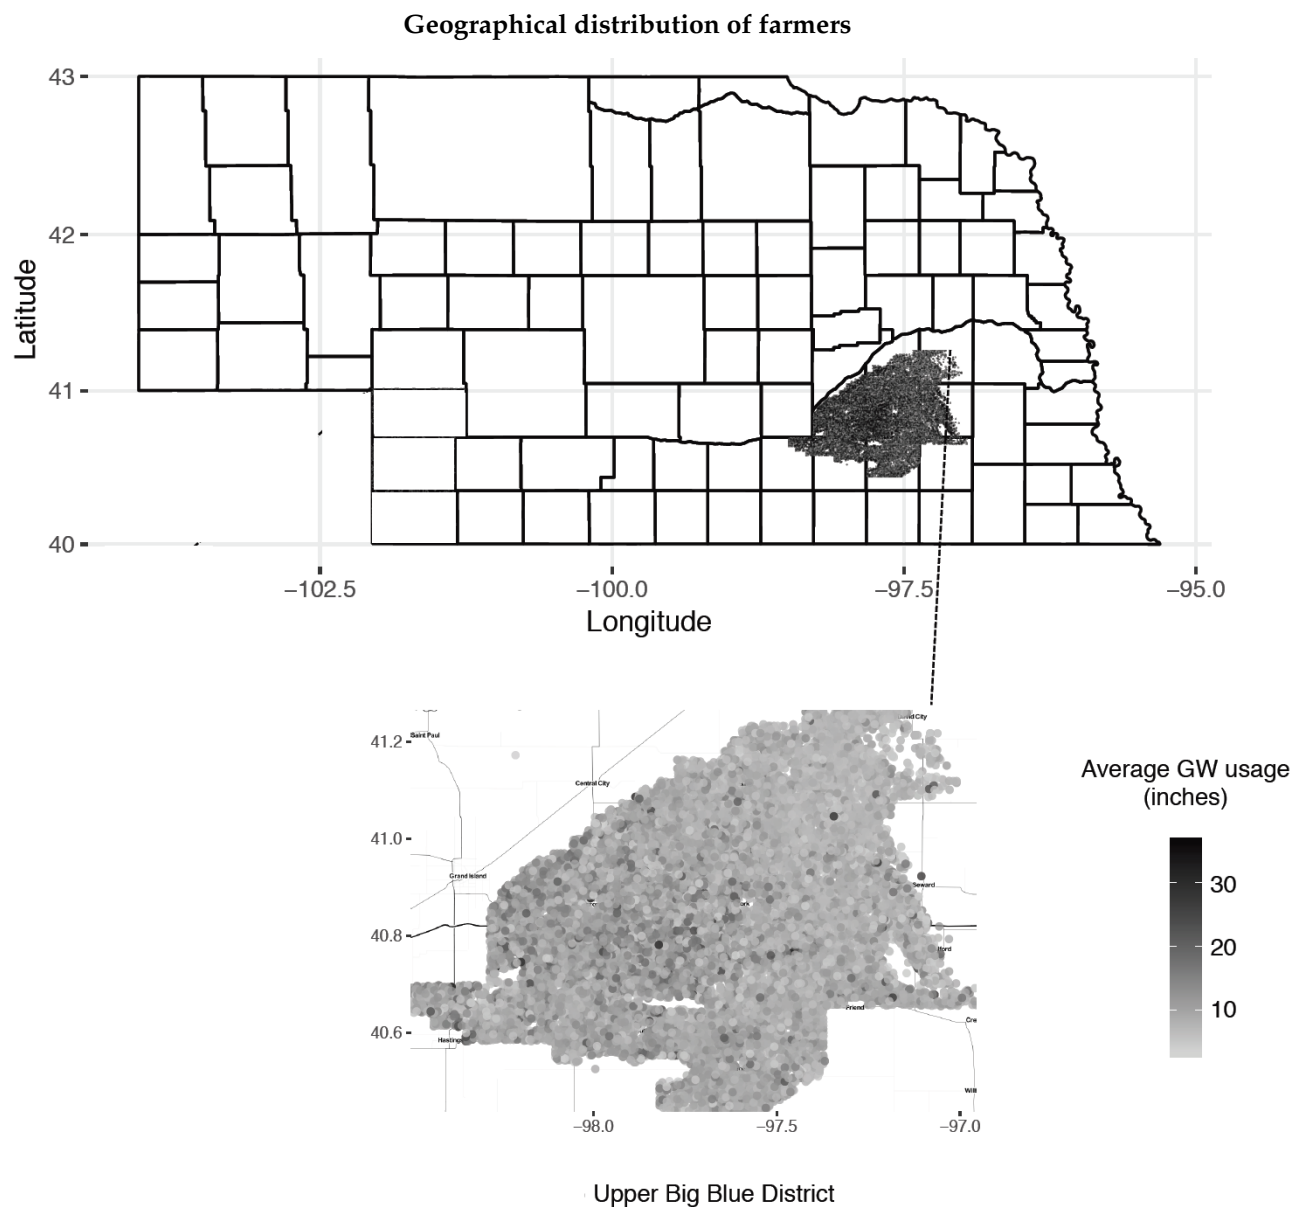 Geographical distribution of farmers
43
42
41
40
Latitude
−102.5
−100.0
−97.5
−95.0
Longitude
Saint Paul
Central City
Grand Island
Seward
Friend
41.2
41.0
40.8
40.6
−98.0
−97.5
−97.0
Average GW usage
(inches)
30
20
10
Upper Big Blue District